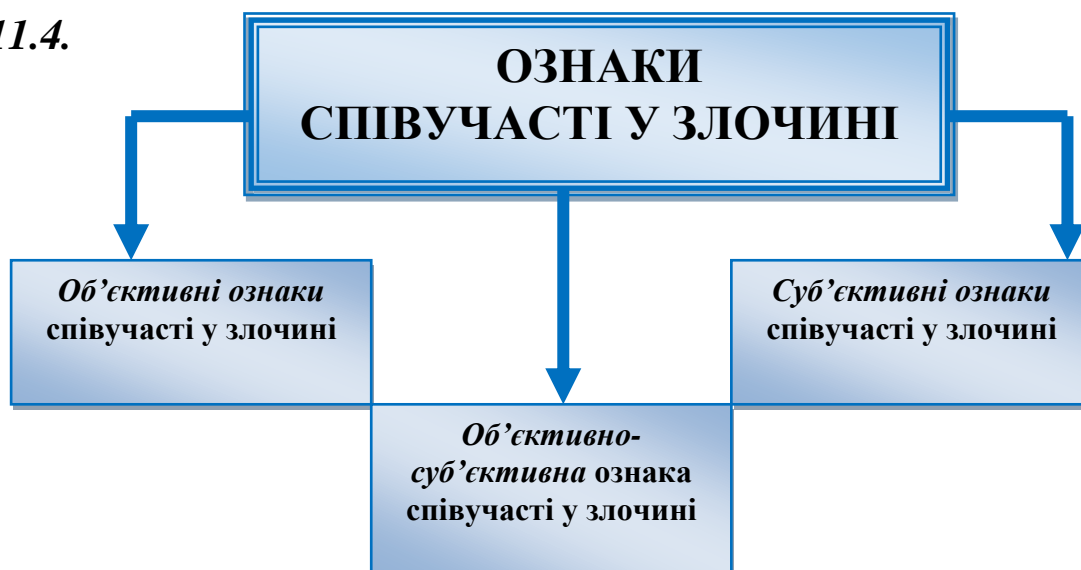 11.4.
ОЗНАКИ
СПІВУЧАСТІ У ЗЛОЧИНІ
Об’єктивні ознаки
співучасті у злочині
Суб’єктивні ознаки
співучасті у злочині
Об’єктивно-
суб’єктивна ознака
співучасті у злочині